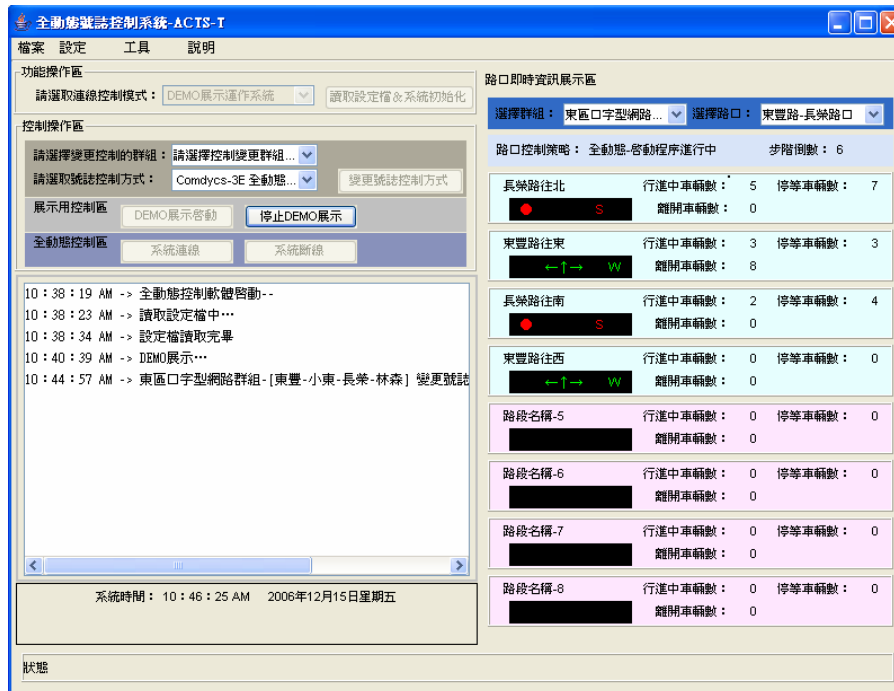 全動態號誌控制系統-ACTS-T
檔案 設定 工具 說明
功能操作區
請選取連線控制模式： DEMO展示運作系統 讀取設定檔&系統初始化
控制操作區
請選擇變更控制的群組： 請選擇控制變更群組...
請選取號誌控制方式： Comdycs-3E 全動態... 變更號誌控制方式
展示用控制區 DEMO展示啟動 停止DEMO展示
全動態控制區 系統連線 系統斷線
10：38：19 AM -> 全動態控制軟體啓動--
10：38：23 AM -> 讀取設定檔中…
10：38：34 AM -> 設定檔讀取完畢
10：40：39 AM -> DEMO展示…
10：44：57 AM -> 東區口字型網路群組-[東豐-小東-長榮-林森] 變更號誌
系統時間： 10：46：25 AM 2006年12月15日星期五
路口即時資訊展示區
選擇群組： 東區口字型網路... 選擇路口： 東豐路-長榮路口
路口控制策略： 全動態-啓動程序進行中 步階倒數： 6
長榮路往北 行進中車輛數： 5 停等車輛數： 7
S 離開車輛數： 0
東豐路往東 行進中車輛數： 3 停等車輛數： 3
←↑→ W 離開車輛數： 8
長榮路往南 行進中車輛數： 2 停等車輛數： 4
S 離開車輛數： 0
東豐路往西 行進中車輛數： 0 停等車輛數： 0
←↑→ W 離開車輛數： 0
路段名稱-5 行進中車輛數： 0 停等車輛數： 0
離開車輛數： 0
路段名稱-6 行進中車輛數： 0 停等車輛數： 0
離開車輛數： 0
路段名稱-7 行進中車輛數： 0 停等車輛數： 0
離開車輛數： 0
路段名稱-8 行進中車輛數： 0 停等車輛數： 0
離開車輛數： 0
狀態